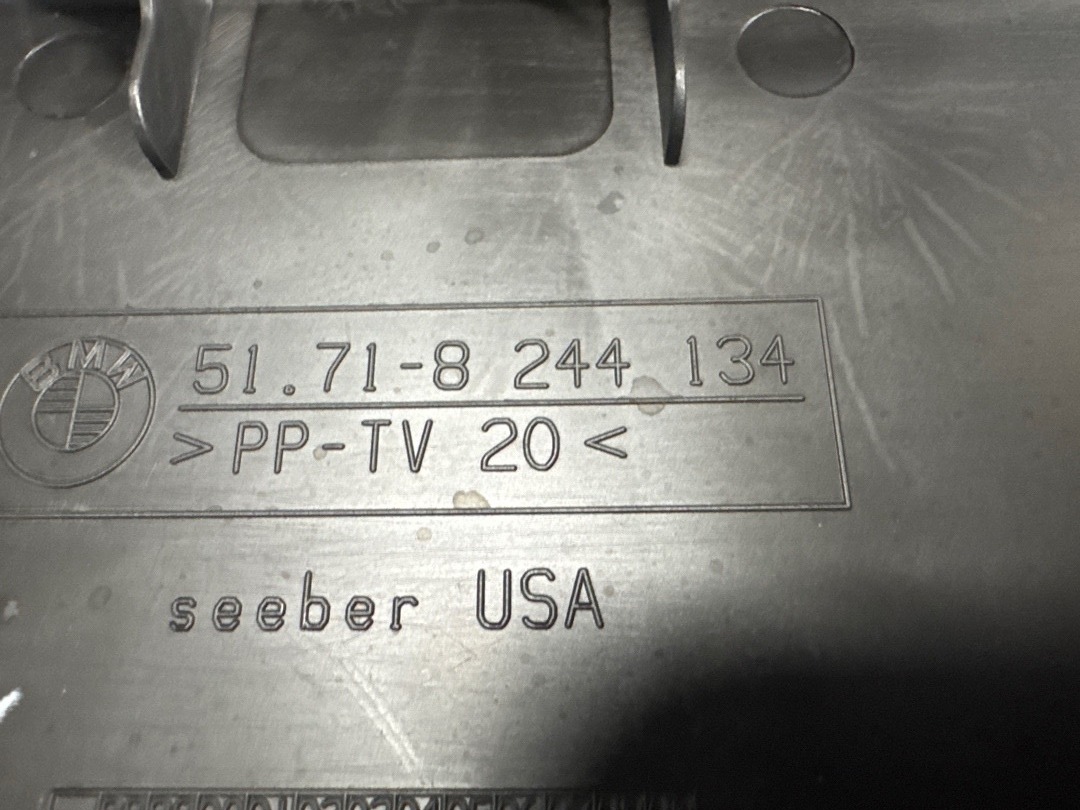 BMW
51.71-8 244 134
>PP-TV 20<
seeber USA